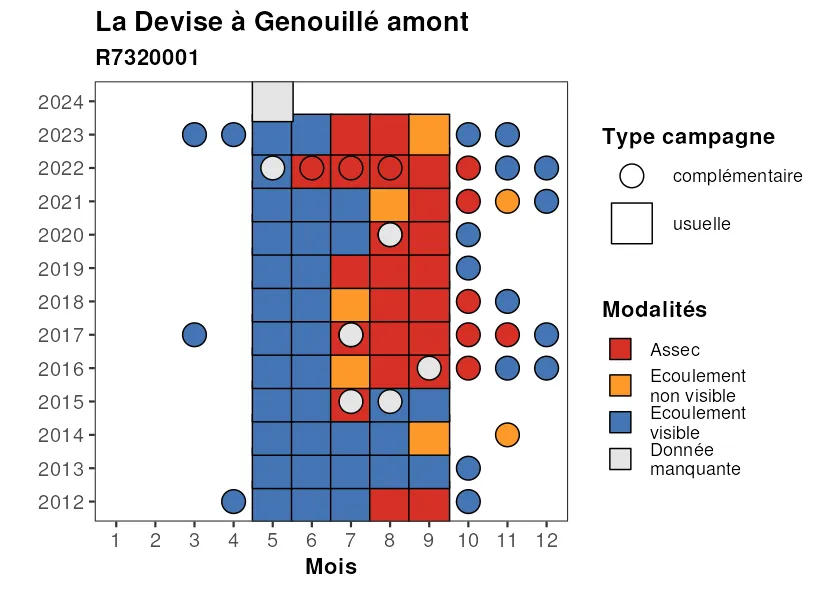 La Devise à Genouillé amont
R7320001
2024
2023
2022
2021
2020
2019
2018
2017
2016
2015
2014
2013
2012
1 2 3 4 5 6 7 8 9 10 11 12
Mois
Type campagne
complémentaire
usuelle
Modalités
Assec
Ecoulement
non visible
Ecoulement
visible
Donnée
manquante